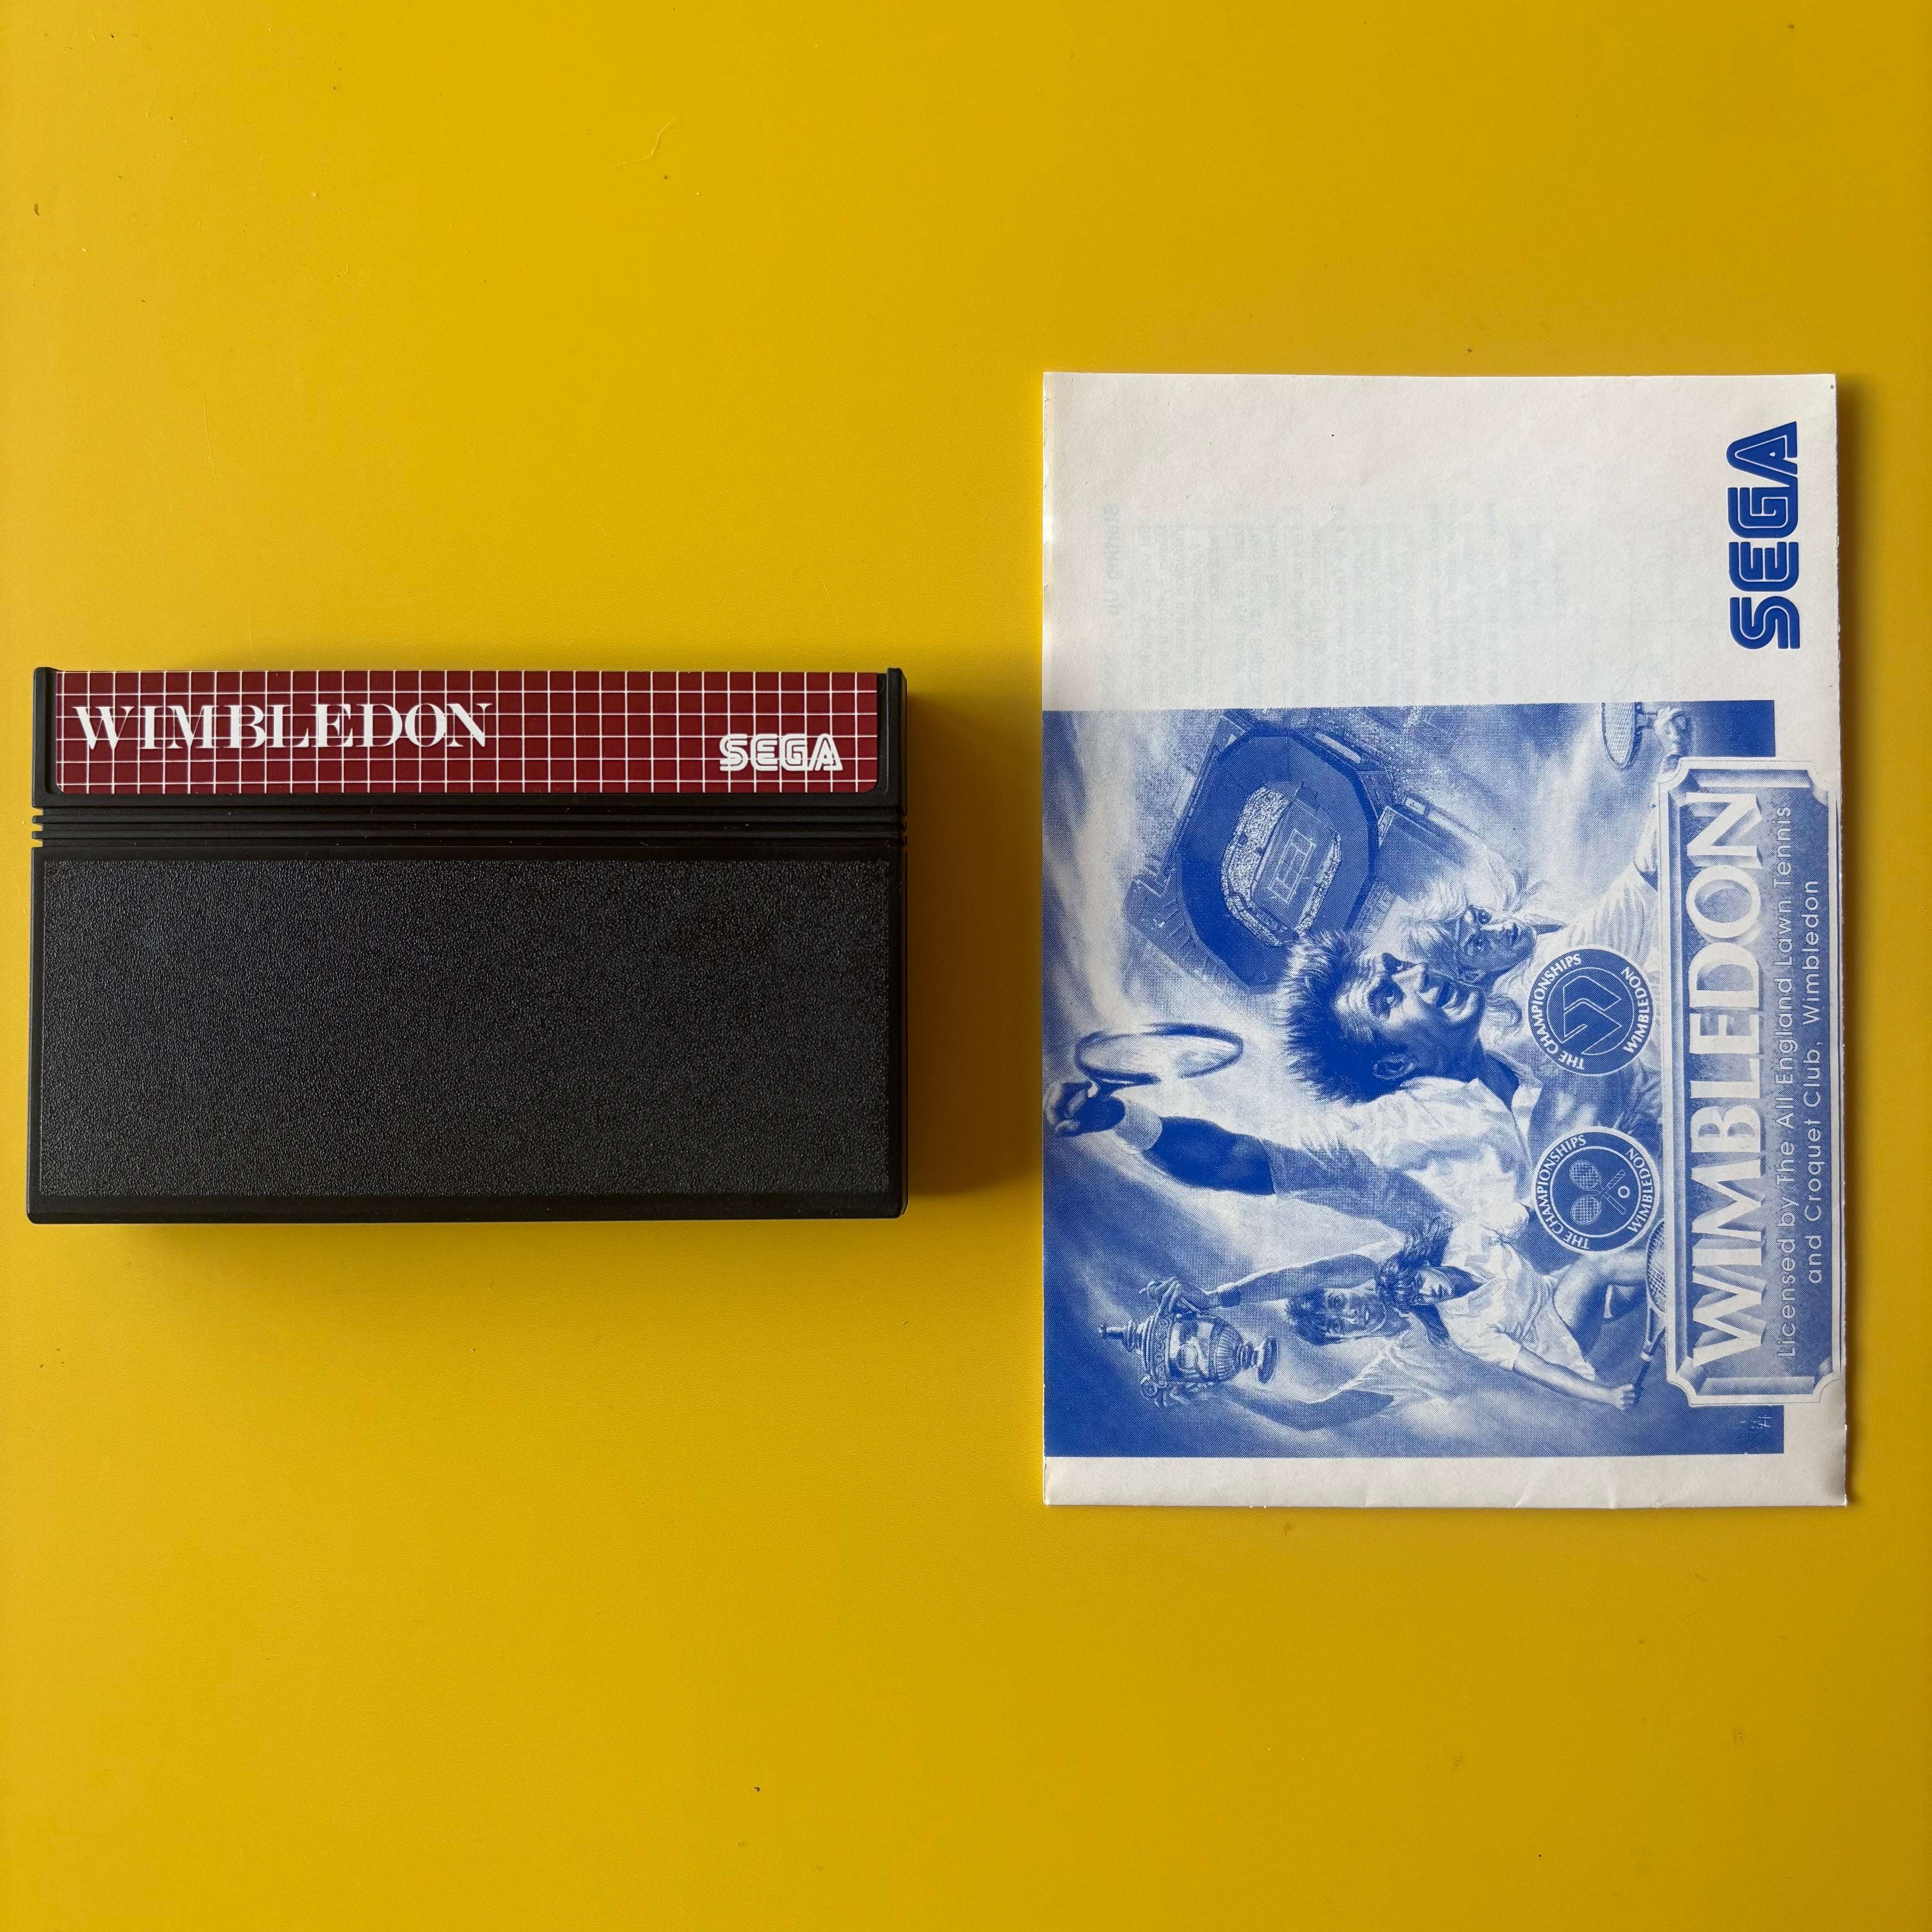 WIMBLEDON
SEGA
SEGA
THE CHAMPIONSHIPS
WIMBLEDON
THE CHAMPIONSHIPS
WIMBLEDON
WIMBLEDON
Licensed by The All England Lawn Tennis
and Croquet Club, Wimbledon